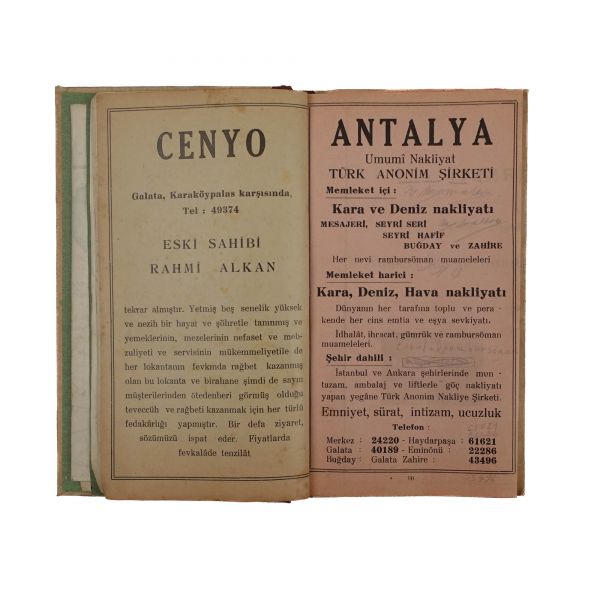 CENYO
Galata, Karaköypalas karşısında,
Tel : 49374
ESKI SAHİBİ
RAHMİ ALKAN
tekrar almıştır. Yetmiş beş senelik yüksek
ve nezih bir hayat ve şöhretle tanınmış ve
yemeklerinin, mezelerinin nefaset ve meb-
zuliyeti ve servisinin mükemmeliyetile de
her lokantanın fevkında rağbet kazanmış
olan bu lokanta ve birahane şimdi de sayın
müşterilerinden ötedenberi görmüş olduğu
teveccüh ve rağbeti kazanmak için her türlü
fedakârlığı yapmıştır. Bir defa ziyaret,
sözümüzü ispat eder. Fiyatlarda
fevkalâde tenzilât
ANTALYA
Umumî Nakliyat
TÜRK ANONİM ŞİRKETİ
Memleket içi :
Kara ve Deniz nakliyatı
MESAJERİ, SEYRİ SERİ
SEYRİ HAFİF
BUĞDAY ve ZAHİRE
Her nevi rambursöman muameleleri
Memleket harici :
Kara, Deniz, Hava nakliyatı
Dünyanın her tarafına toplu ve pera -
kende her cins emtia ve eşya sevkiyatı.
İdhalât, ihracat, gümrük ve rambursöman
muameleleri.
Şehir dahili :
İstanbul ve Ankara şehirlerinde mun -
tazam, ambalaj ve liftlerle göç nakliyatı
yapan yegâne Türk Anonim Nakliye Şirketi.
Emniyet, sürat, intizam, ucuzluk
Telefon :
Merkez : 24220 - Haydarpaşa : 61621
Galata : 40189 - Eminönü : 22286
Buğday : Galata Zahire : 43496